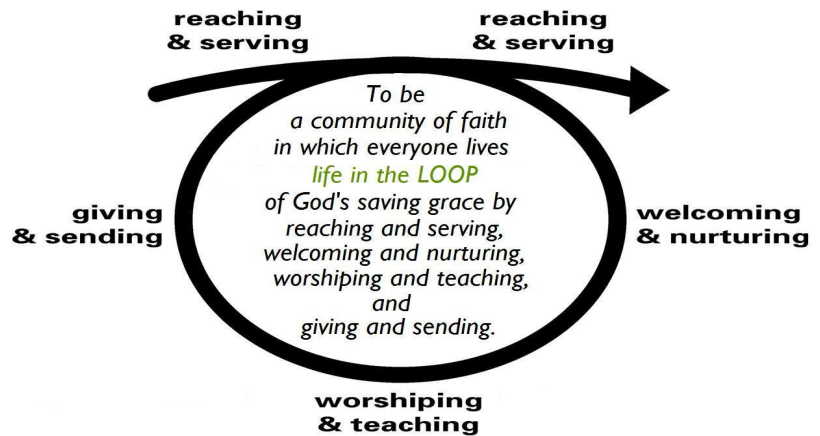 reaching
& serving
reaching
& serving
To be
a community of faith
in which everyone lives
life in the LOOP
of God's saving grace by
reaching and serving,
welcoming and nurturing,
worshiping and teaching,
and
giving and sending.
giving
& sending
welcoming
& nurturing
worshiping
& teaching